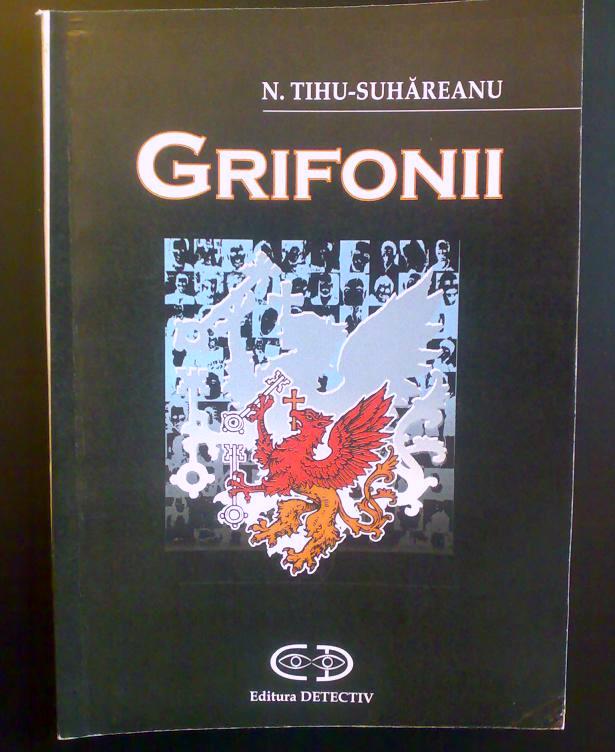 N. TIHU-SUHĂREANU
GRIFONII
Editura DETECTIV